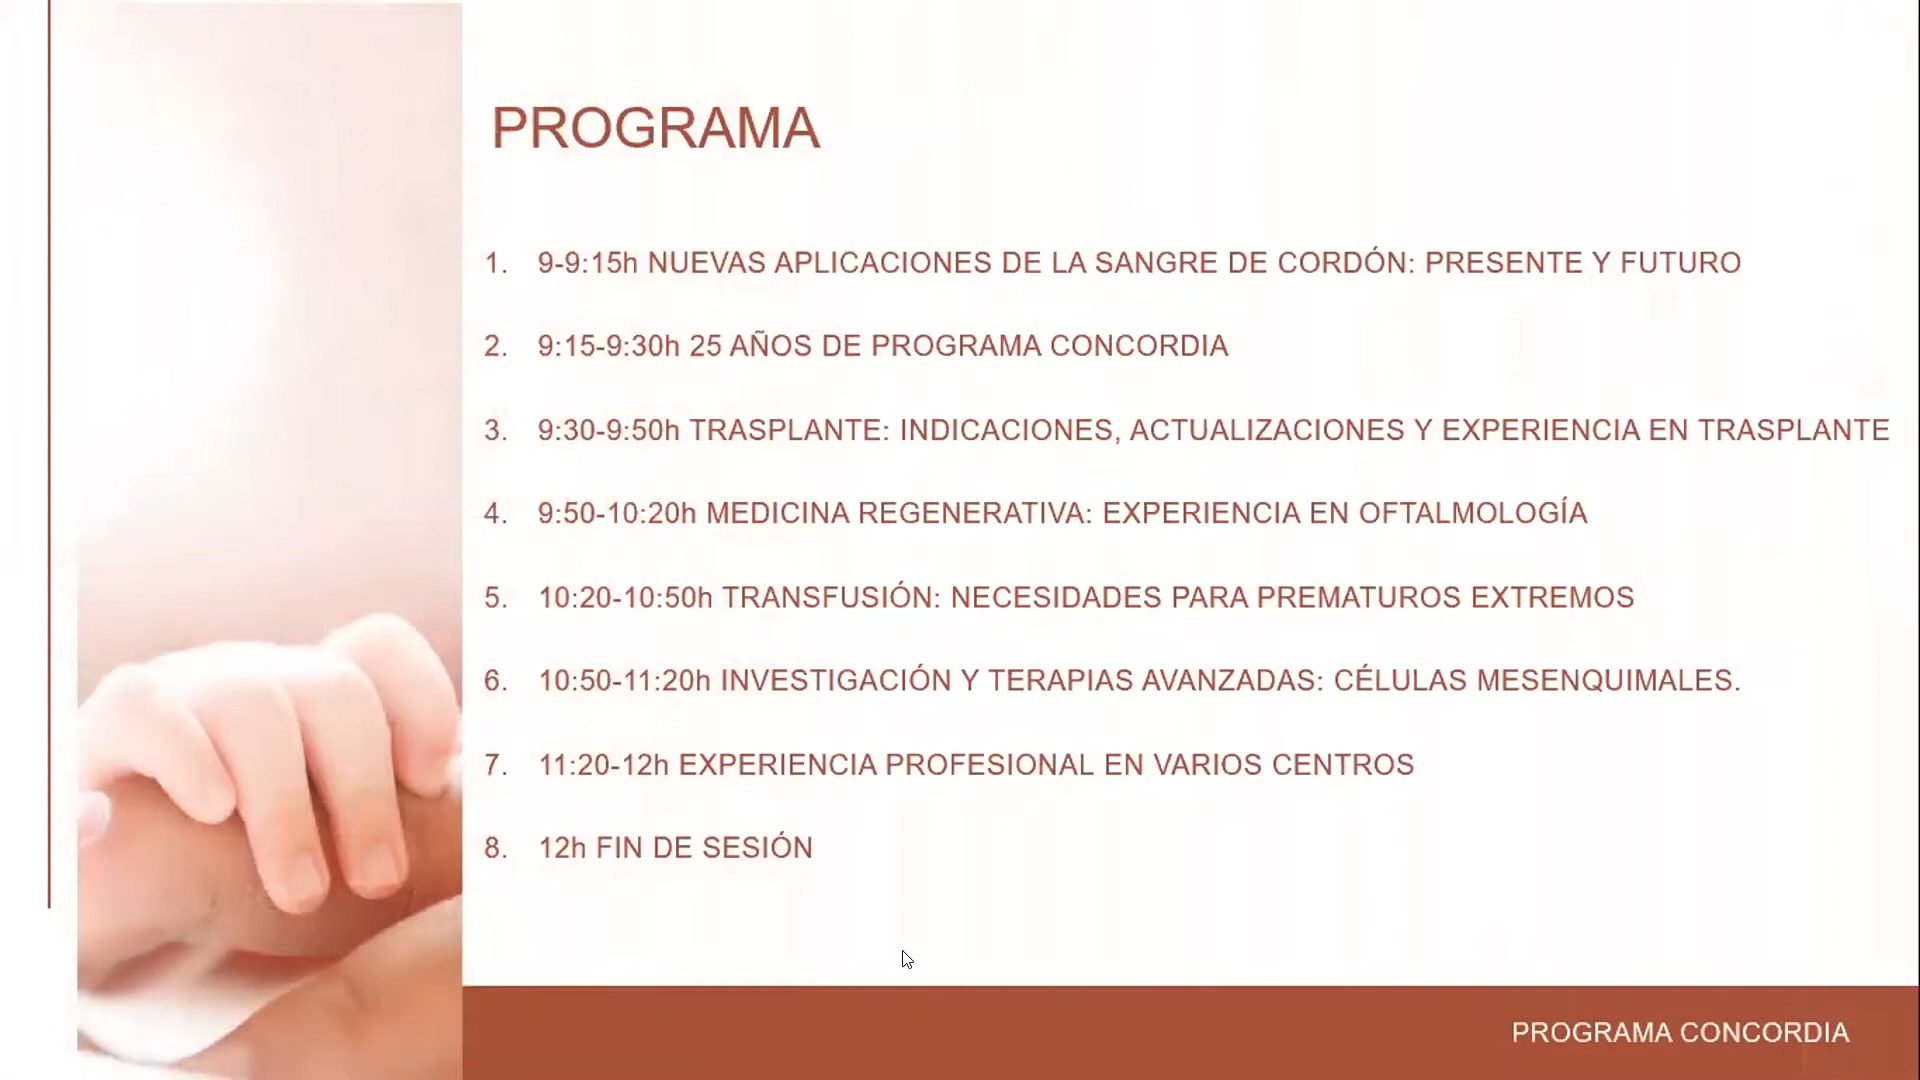 PROGRAMA
1. 9-9:15h NUEVAS APLICACIONES DE LA SANGRE DE CORDÓN: PRESENTE Y FUTURO
2. 9:15-9:30h 25 AÑOS DE PROGRAMA CONCORDIA
3. 9:30-9:50h TRASPLANTE: INDICACIONES, ACTUALIZACIONES Y EXPERIENCIA EN TRASPLANTE
4. 9:50-10:20h MEDICINA REGENERATIVA: EXPERIENCIA EN OFTALMOLOGÍA
5. 10:20-10:50h TRANSFUSIÓN: NECESIDADES PARA PREMATUROS EXTREMOS
6. 10:50-11:20h INVESTIGACIÓN Y TERAPIAS AVANZADAS: CÉLULAS MESENQUIMALES.
7. 11:20-12h EXPERIENCIA PROFESIONAL EN VARIOS CENTROS
8. 12h FIN DE SESIÓN
PROGRAMA CONCORDIA